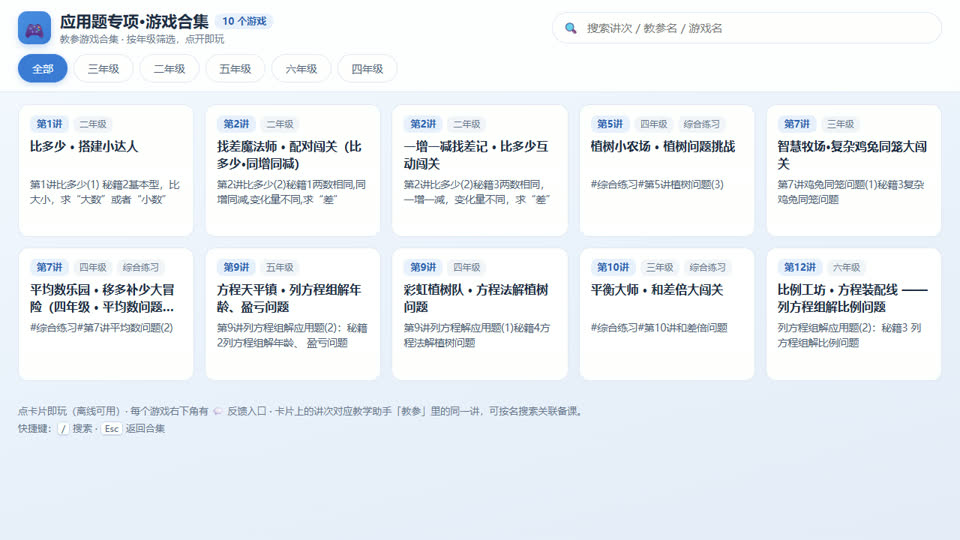 应用题专项•游戏合集 10 个游戏
教参游戏合集 · 按年级筛选，点开即玩
搜索讲次 / 教参名 / 游戏名
全部 三年级 二年级 五年级 六年级 四年级
第1讲 二年级
比多少 • 搭建小达人
第1讲比多少(1) 秘籍2基本型，比
大小，求“大数”或者“小数”
第2讲 二年级
找差魔法师 • 配对闯关（比
多少•同增同减）
第2讲比多少(2)秘籍1两数相同,同
增同减,变化量不同,求“差”
第2讲 二年级
一增一减找差记 • 比多少互
动闯关
第2讲比多少(2)秘籍3两数相同，
一增一减，变化量不同，求“差”
第5讲 四年级 综合练习
植树小农场 • 植树问题挑战
#综合练习#第5讲植树问题(3)
第7讲 三年级
智慧牧场•复杂鸡兔同笼大闯
关
第7讲鸡兔同笼问题(1)秘籍3复杂
鸡兔同笼问题
第7讲 四年级 综合练习
平均数乐园 • 移多补少大冒
险（四年级 • 平均数问题...
#综合练习#第7讲平均数问题(2)
第9讲 五年级
方程天平镇 • 列方程组解年
龄、盈亏问题
第9讲列方程组解应用题(2)：秘籍
2列方程组解年龄、 盈亏问题
第9讲 四年级
彩虹植树队 • 方程法解植树
问题
第9讲列方程解应用题(1)秘籍4方
程法解植树问题
第10讲 三年级 综合练习
平衡大师 • 和差倍大闯关
#综合练习#第10讲和差倍问题
第12讲 六年级
比例工坊 • 方程装配线 ——
列方程组解比例问题
列方程组解应用题(2)：秘籍3 列
方程组解比例问题
点卡片即玩（离线可用）· 每个游戏右下角有 反馈入口 · 卡片上的讲次对应教学助手「教参」里的同一讲，可按名搜索关联备课。
快捷键： / 搜索 · Esc 返回合集